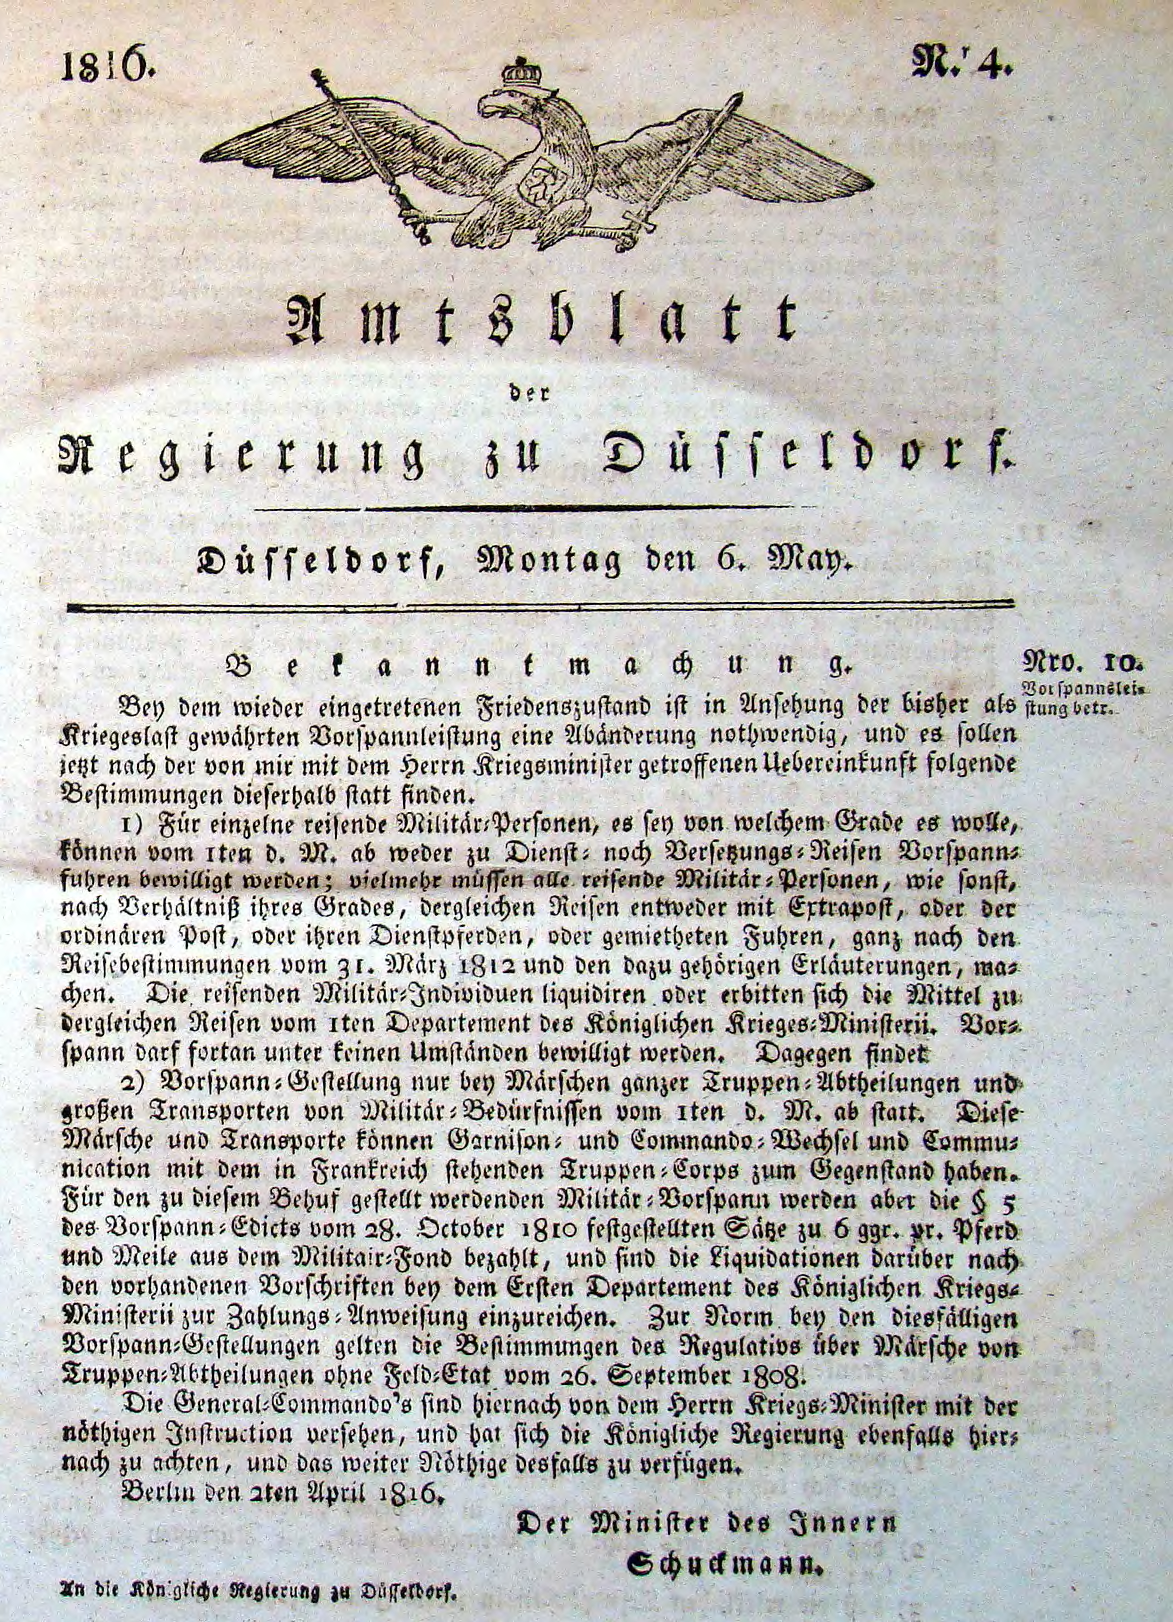 1816.
N.r 4.
Amtsblatt
der
Regierung zu Düsseldorf.
Düsseldorf, Montag den 6. May.
Bekanntmachung.
Nro. 10.
Vorspannslei-
stung betr.
Bey dem wieder eingetretenen Friedenszustand ist in Ansehung der bisher als
Kriegeslast gewährten Vorspannleistung eine Abänderung nothwendig, und es sollen
jetzt nach der von mir mit dem Herrn Kriegsminister getroffenen Uebereinkunft folgende
Bestimmungen dieserhalb statt finden.
1) Für einzelne reisende Militär-Personen, es sey von welchem Grade es wolle,
können vom 1ten d. M. ab weder zu Dienst- noch Versetzungs-Reisen Vorspann-
fuhren bewilligt werden; vielmehr müssen alle reisende Militär-Personen, wie sonst,
nach Verhältniß ihres Grades, dergleichen Reisen entweder mit Extrapost, oder der
ordinären Post, oder ihren Dienstpferden, oder gemietheten Fuhren, ganz nach den
Reisebestimmungen vom 31. März 1812 und den dazu gehörigen Erläuterungen, ma-
chen. Die reisenden Militär-Individuen liquidiren oder erbitten sich die Mittel zu
dergleichen Reisen vom 1ten Departement des Königlichen Krieges-Ministerii. Vor-
spann darf fortan unter keinen Umständen bewilligt werden. Dagegen findet
2) Vorspann-Gestellung nur bey Märschen ganzer Truppen-Abtheilungen und
großen Transporten von Militär-Bedürfnissen vom 1ten d. M. ab statt. Diese
Märsche und Transporte können Garnison- und Commando-Wechsel und Commu-
nication mit dem in Frankreich stehenden Truppen-Corps zum Gegenstand haben.
Für den zu diesem Behuf gestellt werdenden Militär-Vorspann werden aber die § 5
des Vorspann-Edicts vom 28. October 1810 festgestellten Sätze zu 6 ggr. pr. Pferd
und Meile aus dem Militair-Fond bezahlt, und sind die Liquidationen darüber nach
den vorhandenen Vorschriften bey dem Ersten Departement des Königlichen Kriegs-
Ministerii zur Zahlungs-Anweisung einzureichen. Zur Norm bey den diesfälligen
Vorspann-Gestellungen gelten die Bestimmungen des Regulativs über Märsche von
Truppen-Abtheilungen ohne Feld-Etat vom 26. September 1808.
Die General-Commando's sind hiernach von dem Herrn Kriegs-Minister mit der
nöthigen Instruction versehen, und hat sich die Königliche Regierung ebenfalls hier-
nach zu achten, und das weiter Nöthige desfalls zu verfügen.
Berlin den 2ten April 1816.
Der Minister des Innern
Schuckmann.
An die Königliche Regierung zu Düsseldorf.